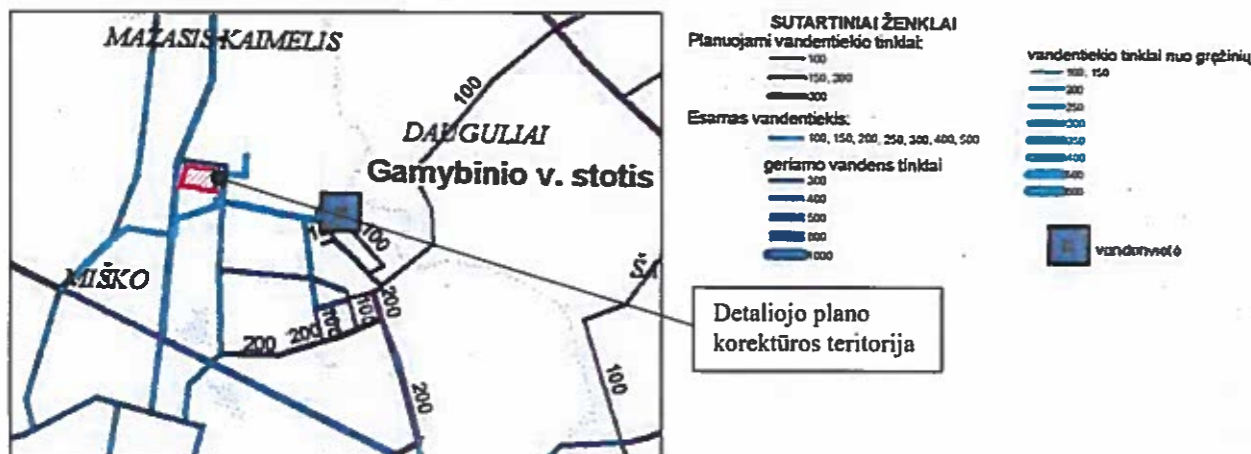 MAŽASIS KAIMELIS
100
DAUGULIAI
Gamybinio v. stotis
100
MIŠKO
200
100
100
200
200
200
100
SUTARTINIAI ŽENKLAI
Planuojami vandentiekio tinklai:
100
150, 200
300
Esamas vandentiekis:
100, 150, 200, 250, 300, 400, 500
geriamo vandens tinklai
300
400
500
600
1000
vandentiekio tinklai nuo gręžinių
100, 150
200
250
300
350
400
500
vandenvietė
Detaliojo plano
korektūros teritorija